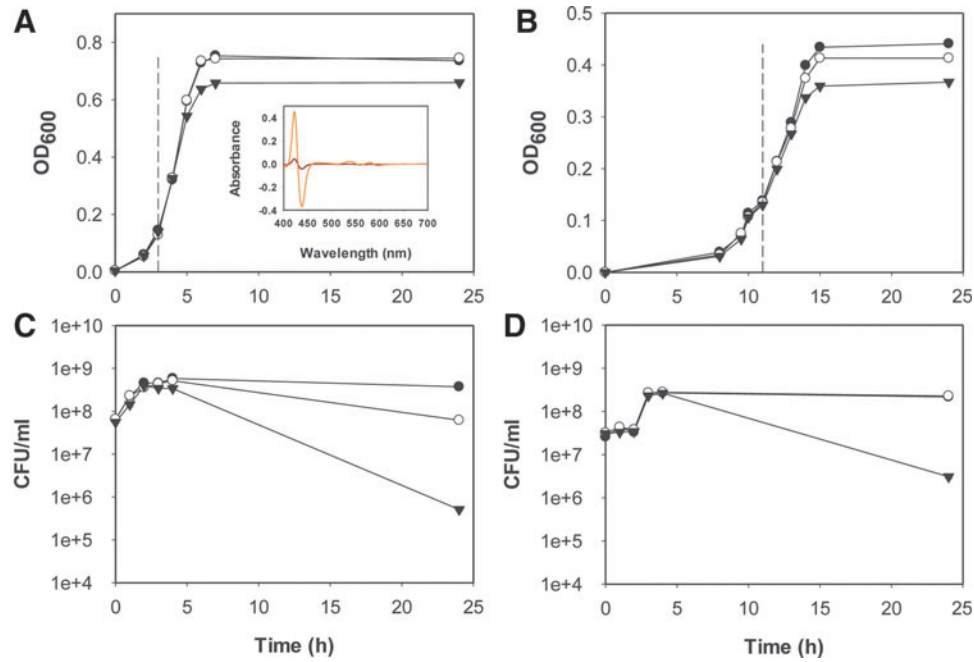 A
0.8
0.6
0.4
0.2
0.0
OD600
0 5 10 15 20 25
Absorbance
0.4
0.2
0.0
-0.2
-0.4
400 450 500 550 600 650 700
Wavelength (nm)
B
0.5
0.4
0.3
0.2
0.1
0.0
OD600
0 5 10 15 20 25
C
1e+10
1e+9
1e+8
1e+7
1e+6
1e+5
1e+4
CFU/ml
0 5 10 15 20 25
Time (h)
D
1e+10
1e+9
1e+8
1e+7
1e+6
1e+5
1e+4
CFU/ml
0 5 10 15 20 25
Time (h)